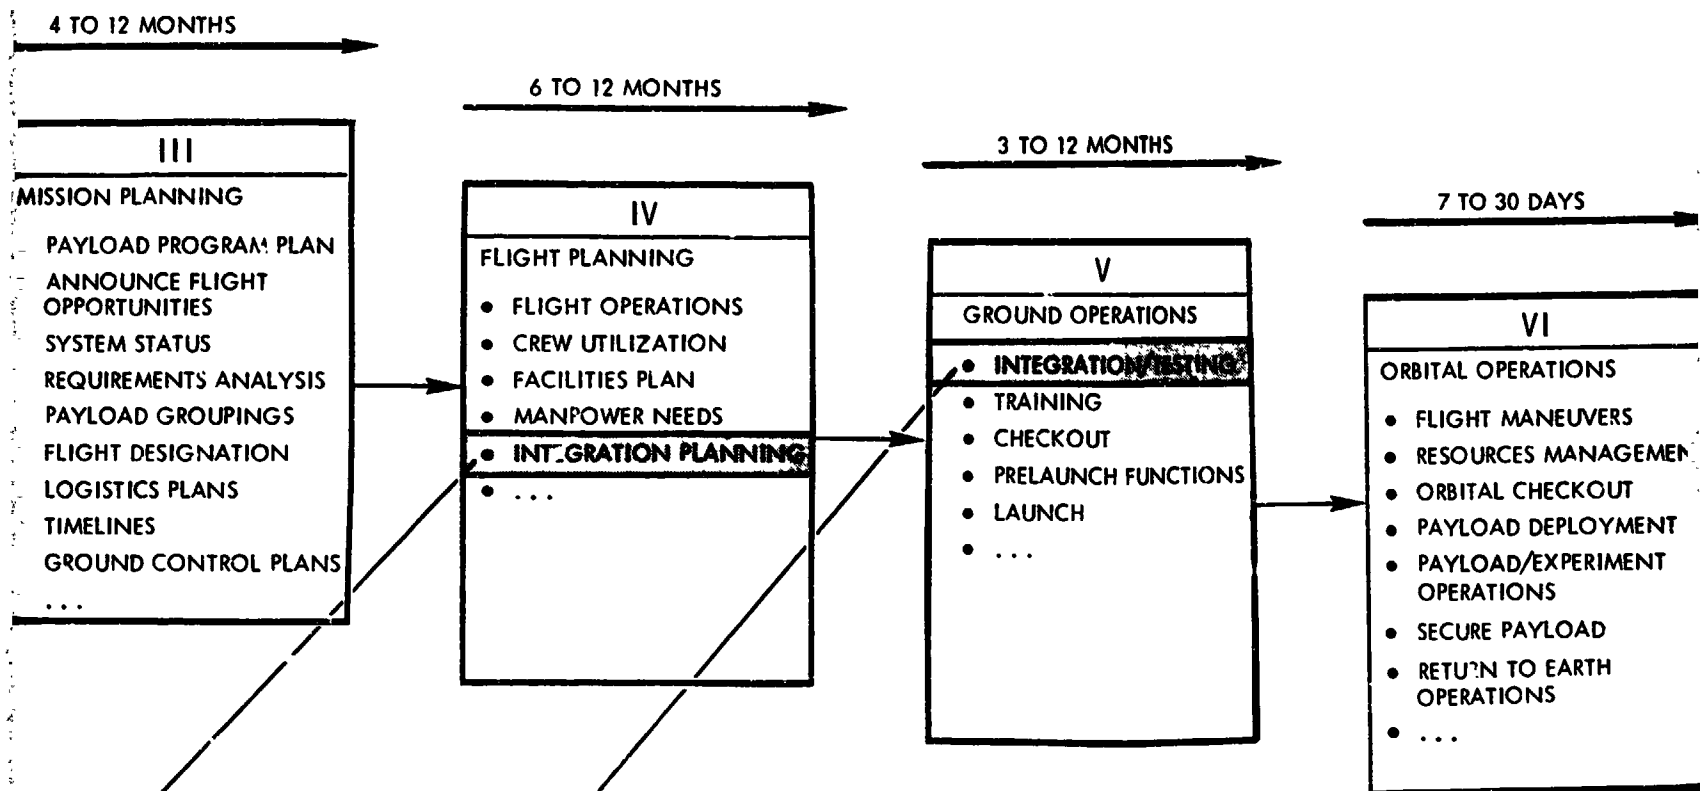 4 TO 12 MONTHS
III
MISSION PLANNING
PAYLOAD PROGRAM PLAN
ANNOUNCE FLIGHT
OPPORTUNITIES
SYSTEM STATUS
REQUIREMENTS ANALYSIS
PAYLOAD GROUPINGS
FLIGHT DESIGNATION
LOGISTICS PLANS
TIMELINES
GROUND CONTROL PLANS
...
6 TO 12 MONTHS
IV
FLIGHT PLANNING
• FLIGHT OPERATIONS
• CREW UTILIZATION
• FACILITIES PLAN
• MANPOWER NEEDS
• INTEGRATION PLANNING
• ...
3 TO 12 MONTHS
V
GROUND OPERATIONS
• INTEGRATION/TESTING
• TRAINING
• CHECKOUT
• PRELAUNCH FUNCTIONS
• LAUNCH
• ...
7 TO 30 DAYS
VI
ORBITAL OPERATIONS
• FLIGHT MANEUVERS
• RESOURCES MANAGEMEN
• ORBITAL CHECKOUT
• PAYLOAD DEPLOYMENT
• PAYLOAD/EXPERIMENT
OPERATIONS
• SECURE PAYLOAD
• RETURN TO EARTH
OPERATIONS
• ...